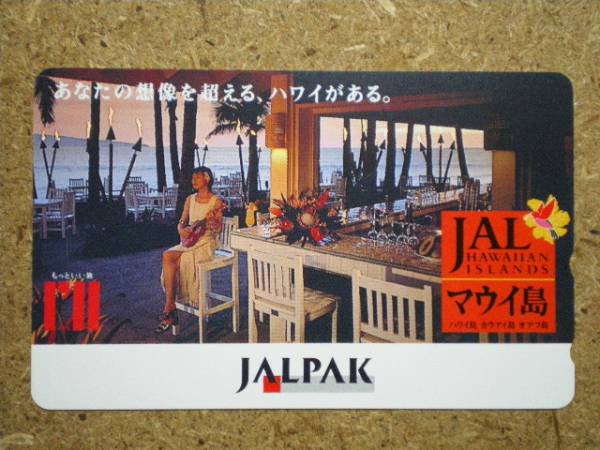 あなたの想像を超える、ハワイがある。
JAL
HAWAIIAN
ISLANDS
マウイ島
ハワイ島 カウアイ島 オアフ島
もっといい旅
JALPAK